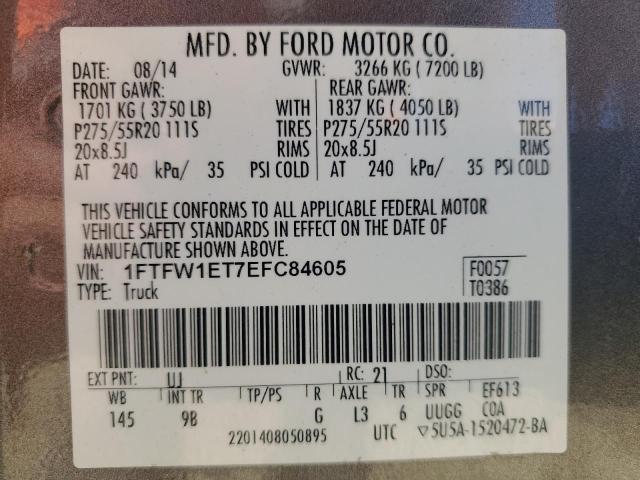 MFD. BY FORD MOTOR CO.
DATE: 08/14 GVWR: 3266 KG ( 7200 LB)
FRONT GAWR: REAR GAWR:
1701 KG ( 3750 LB) WITH 1837 KG ( 4050 LB) WITH
P275/55R20 111S TIRES P275/55R20 111S TIRES
20x8.5J RIMS 20x8.5J RIMS
AT 240 kPa/ 35 PSI COLD AT 240 kPa/ 35 PSI COLD
THIS VEHICLE CONFORMS TO ALL APPLICABLE FEDERAL MOTOR
VEHICLE SAFETY STANDARDS IN EFFECT ON THE DATE OF
MANUFACTURE SHOWN ABOVE.
VIN: 1FTFW1ET7EFC84605 F0057
TYPE: Truck T0386
EXT PNT: UJ RC: 21 DSO:
WB INT TR TP/PS R AXLE TR SPR EF613
145 9B G L3 6 UUGG COA
2201408050895 UTC ▽5U5A-1520472-BA